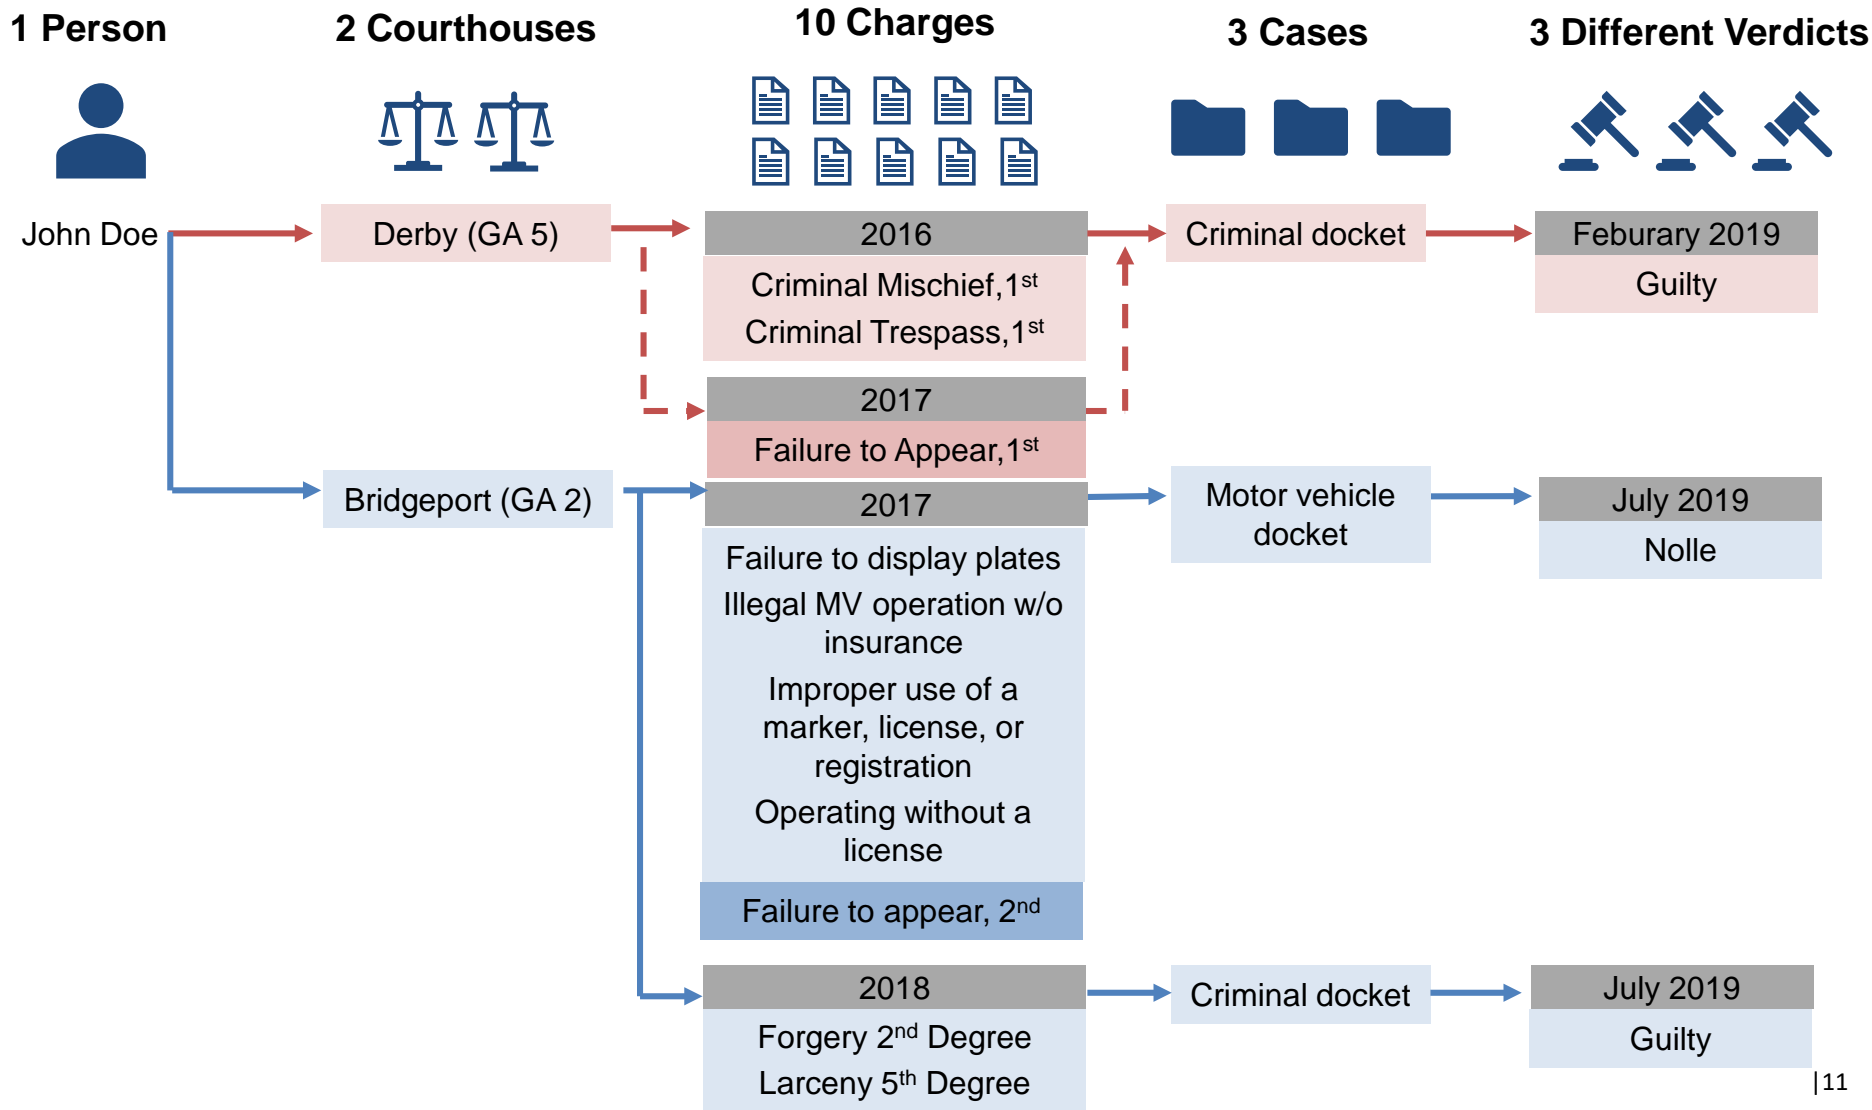 1 Person
2 Courthouses
10 Charges
3 Cases
3 Different Verdicts
John Doe
Derby (GA 5)
2016
Criminal Mischief,1st
Criminal Trespass,1st
Criminal docket
Feburary 2019
Guilty
2017
Failure to Appear,1st
Bridgeport (GA 2)
2017
Failure to display plates
Illegal MV operation w/o
insurance
Improper use of a
marker, license, or
registration
Operating without a
license
Failure to appear, 2nd
Motor vehicle
docket
July 2019
Nolle
2018
Forgery 2nd Degree
Larceny 5th Degree
Criminal docket
July 2019
Guilty
|11